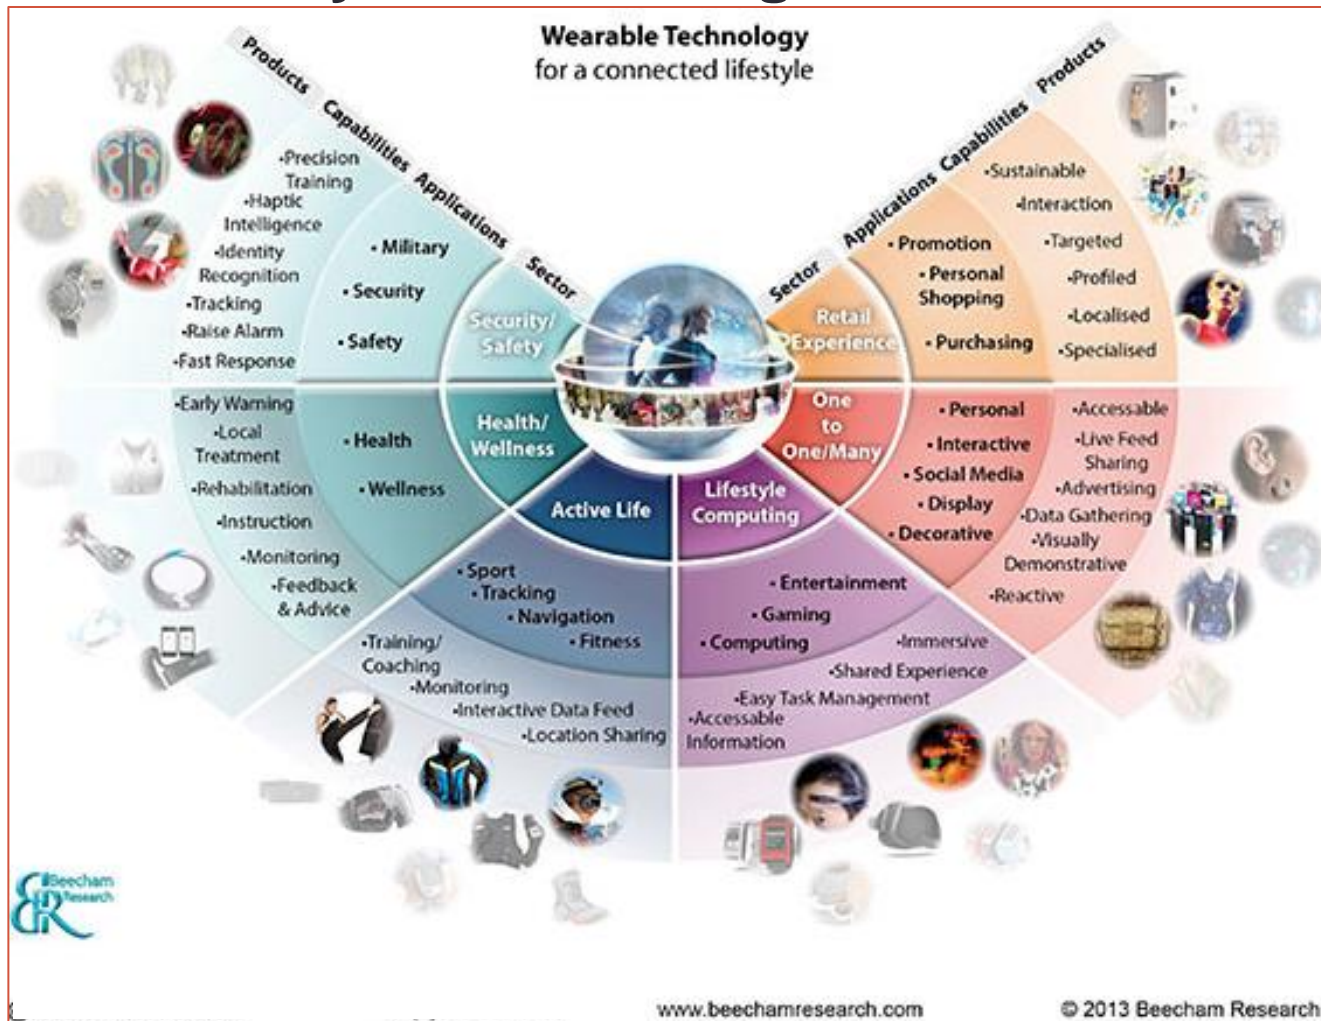 Wearable Technology
for a connected lifestyle
Products
Capabilities
Applications
Sector
Security/
Safety
• Military
• Security
• Safety
•Precision
Training
•Haptic
Intelligence
•Identity
Recognition
•Tracking
•Raise Alarm
•Fast Response
Health/
Wellness
• Health
• Wellness
•Early Warning
•Local
Treatment
•Rehabilitation
•Instruction
•Monitoring
•Feedback
& Advice
Active Life
• Sport
• Tracking
• Navigation
• Fitness
•Training/
Coaching
•Monitoring
•Interactive Data Feed
•Location Sharing
Lifestyle
Computing
• Entertainment
• Gaming
• Computing
•Immersive
•Shared Experience
•Easy Task Management
•Accessable
Information
One
to
One/Many
• Personal
• Interactive
• Social Media
• Display
• Decorative
•Accessable
•Live Feed
Sharing
•Advertising
•Data Gathering
•Visually
Demonstrative
•Reactive
Sector
Applications
Capabilities
Products
Retail
Experience
• Promotion
• Personal
Shopping
• Purchasing
•Sustainable
•Interaction
•Targeted
•Profiled
•Localised
•Specialised
Beecham
Research
www.beechamresearch.com
© 2013 Beecham Research